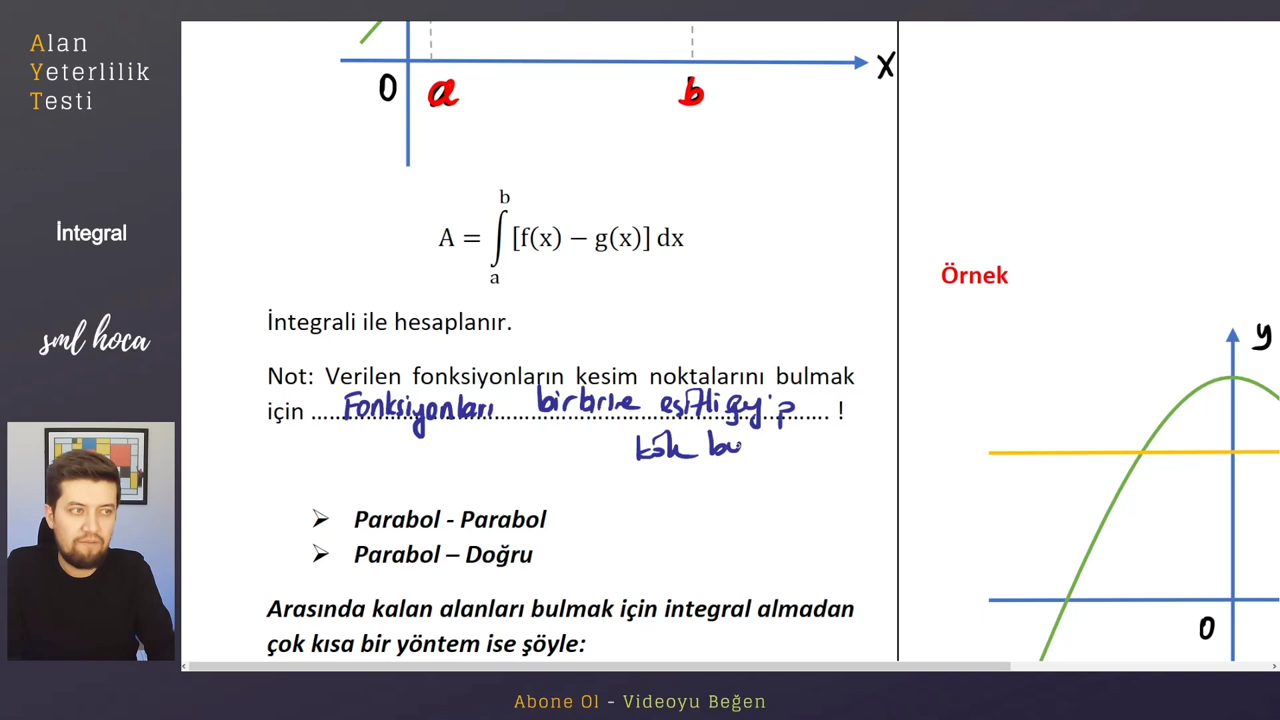 Alan
Yeterlilik
Testi
İntegral
sml hoca
0 a b X
b
A = ∫ [f(x) − g(x)] dx
a
İntegrali ile hesaplanır.
Not: Verilen fonksiyonların kesim noktalarını bulmak
için ... Fonksiyonları birbirine eşitleyip ... !
kök bu
➤ Parabol - Parabol
➤ Parabol – Doğru
Arasında kalan alanları bulmak için integral almadan
çok kısa bir yöntem ise şöyle:
Örnek
y
0
Abone Ol - Videoyu Beğen